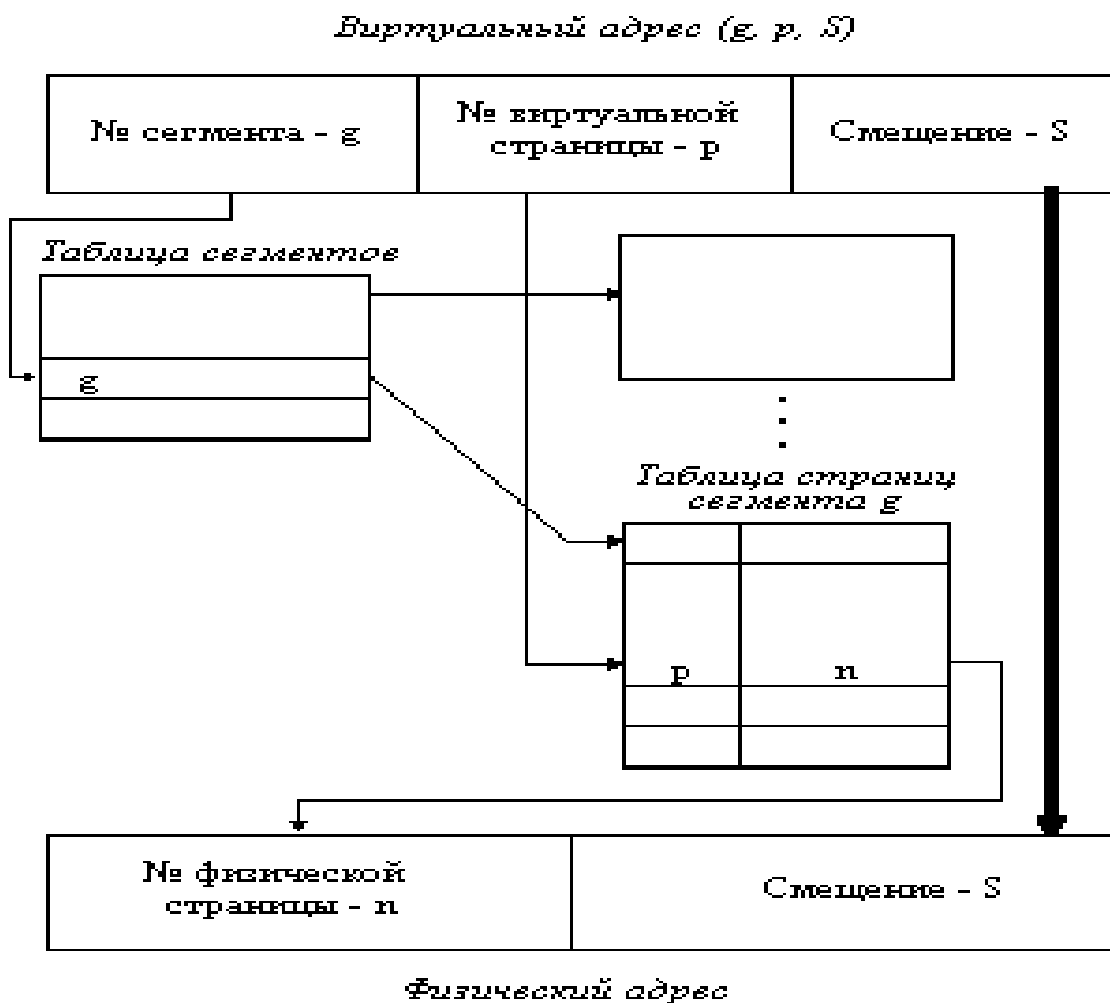 Виртуальный адрес (g, p, S)
№ сегмента - g
№ виртуальной
страницы - p
Смещение - S
Таблица сегментов
g
Таблица страниц
сегмента g
p
n
№ физической
страницы - n
Смещение - S
Физический адрес